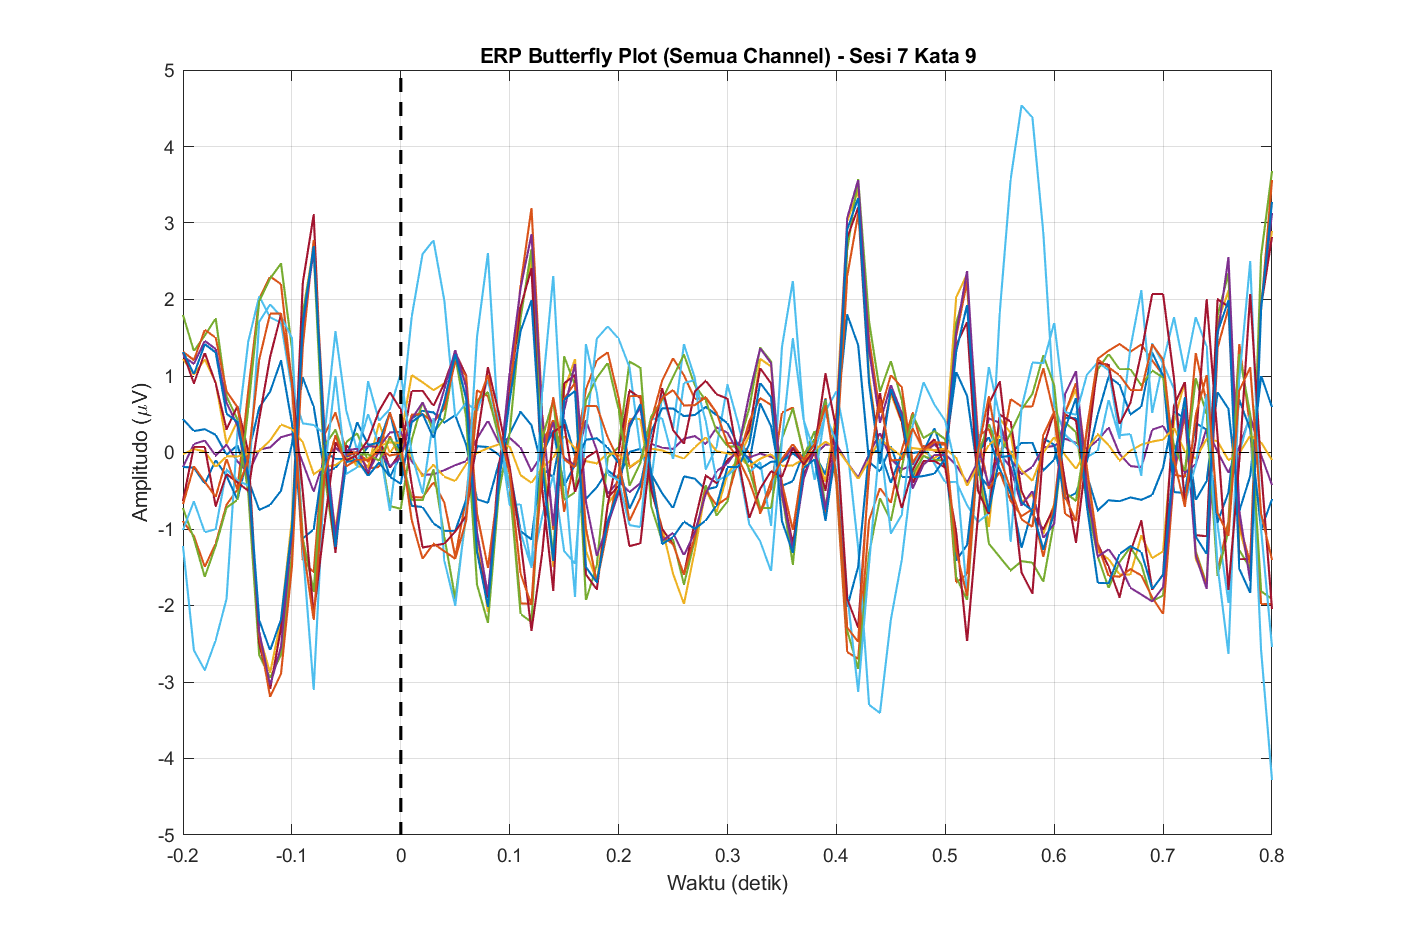 ERP Butterfly Plot (Semua Channel) - Sesi 7 Kata 9
5
4
3
2
1
0
-1
-2
-3
-4
-5
Amplitudo (μV)
-0.2 -0.1 0 0.1 0.2 0.3 0.4 0.5 0.6 0.7 0.8
Waktu (detik)